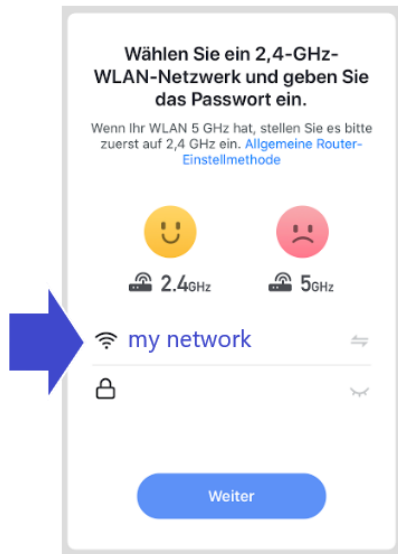 Wählen Sie ein 2,4-GHz-
WLAN-Netzwerk und geben Sie
das Passwort ein.
Wenn Ihr WLAN 5 GHz hat, stellen Sie es bitte
zuerst auf 2,4 GHz ein. Allgemeine Router-
Einstellmethode
2.4GHz 5GHz
my network
Weiter